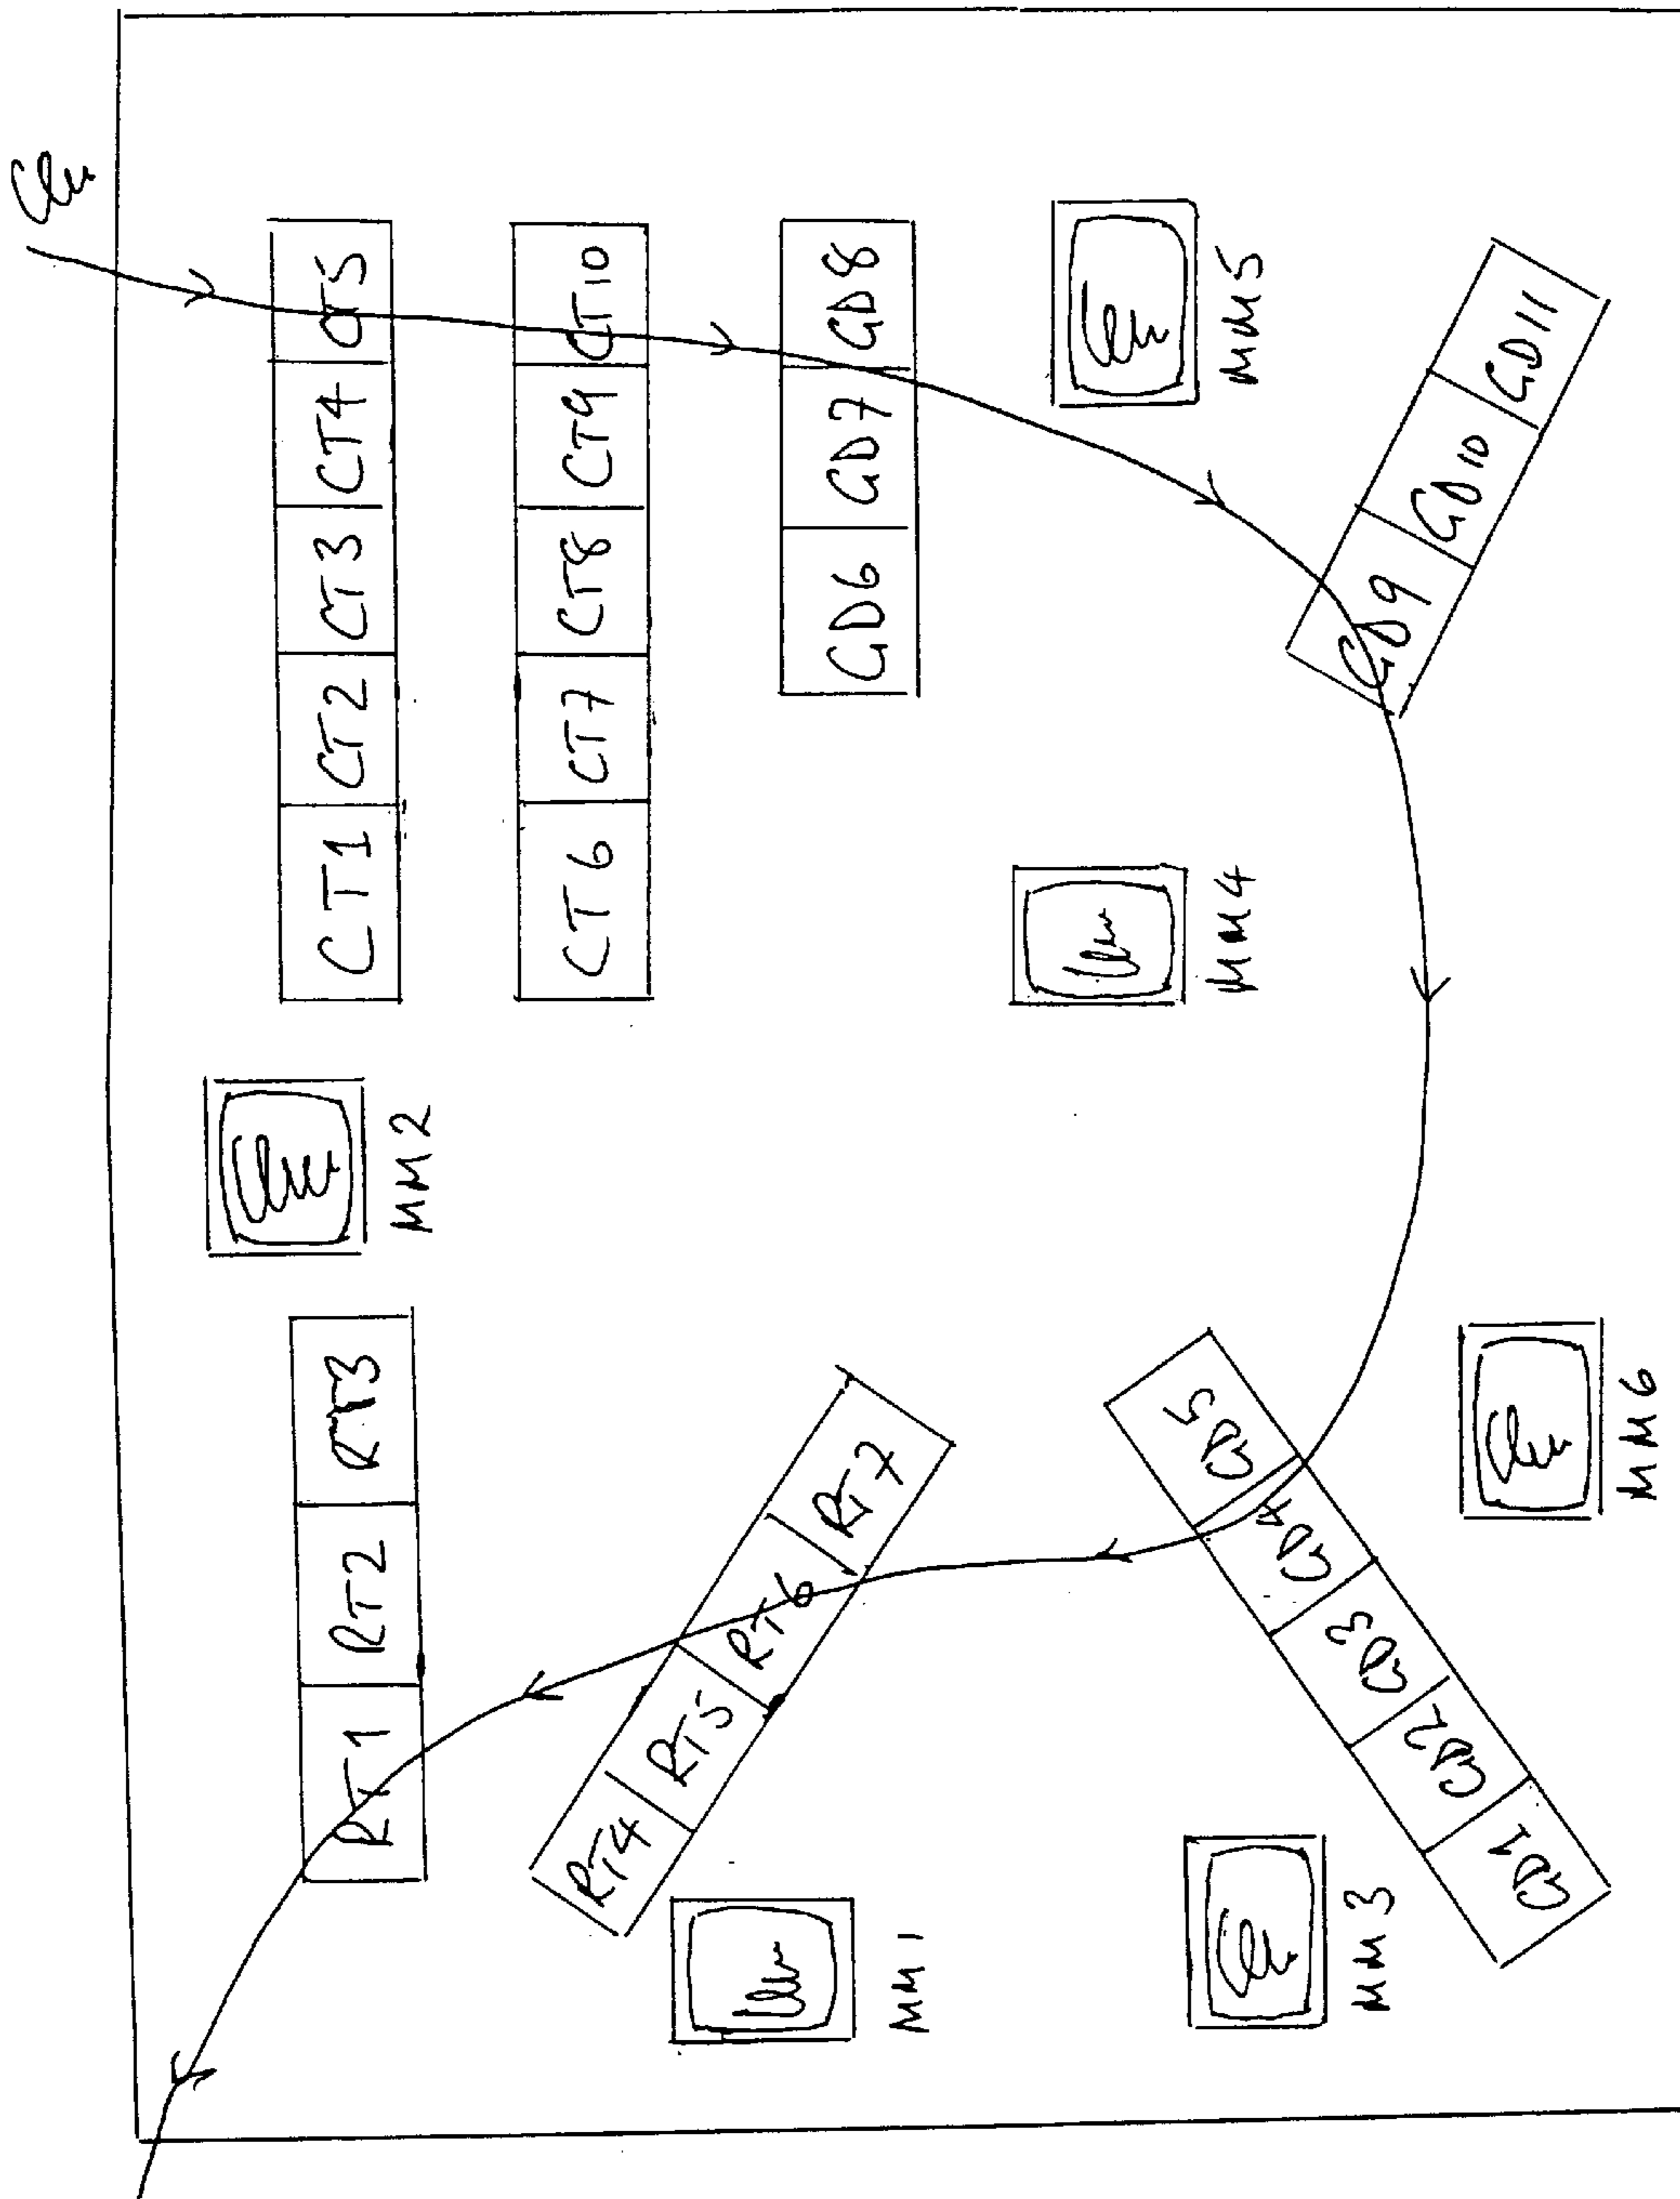 RT1 RT2 RT3
CT1 CT2 CT3 CT4 CT5
MM2
CT6 CT7 CT8 CT9 CT10
RT4 RT5 RT6 RT7
GD6 GD7 GD8
MM1
MM4
MM5
MM3
GD1 GD2 GD3 GD4 GD5
GD9 GD10 GD11
MM6